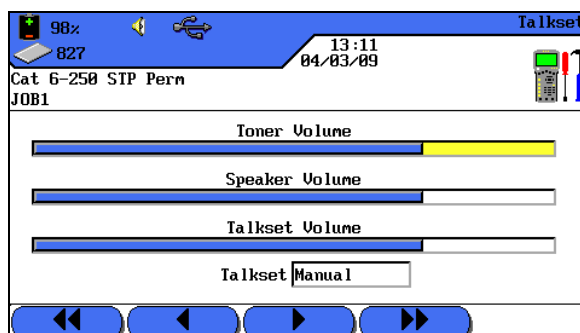 98% Talkset
827 13:11
04/03/09
Cat 6-250 STP Perm
JOB1
Toner Volume
Speaker Volume
Talkset Volume
Talkset Manual